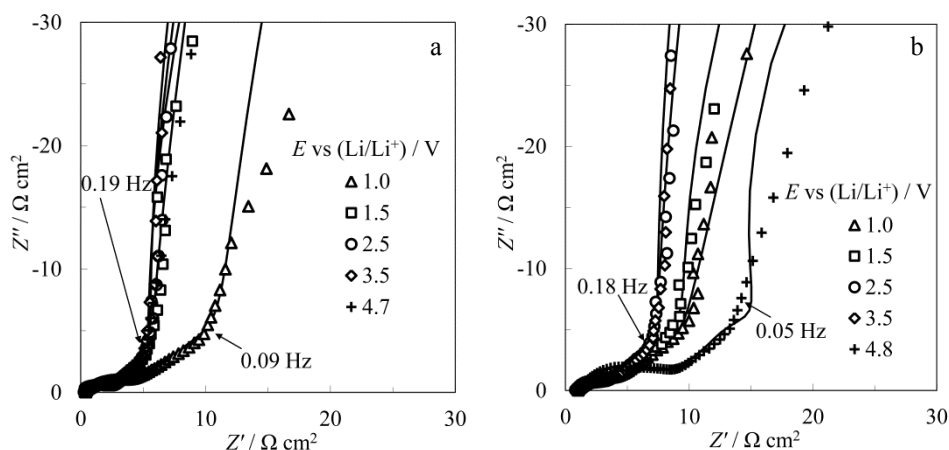 a
-30
-20
-10
0
Z″ / Ω cm²
E vs (Li/Li⁺) / V
1.0
1.5
2.5
3.5
4.7
0.19 Hz
0.09 Hz
0 10 20 30
Z′ / Ω cm²
b
-30
-20
-10
0
Z″ / Ω cm²
E vs (Li/Li⁺) / V
1.0
1.5
2.5
3.5
4.8
0.18 Hz
0.05 Hz
0 10 20 30
Z′ / Ω cm²